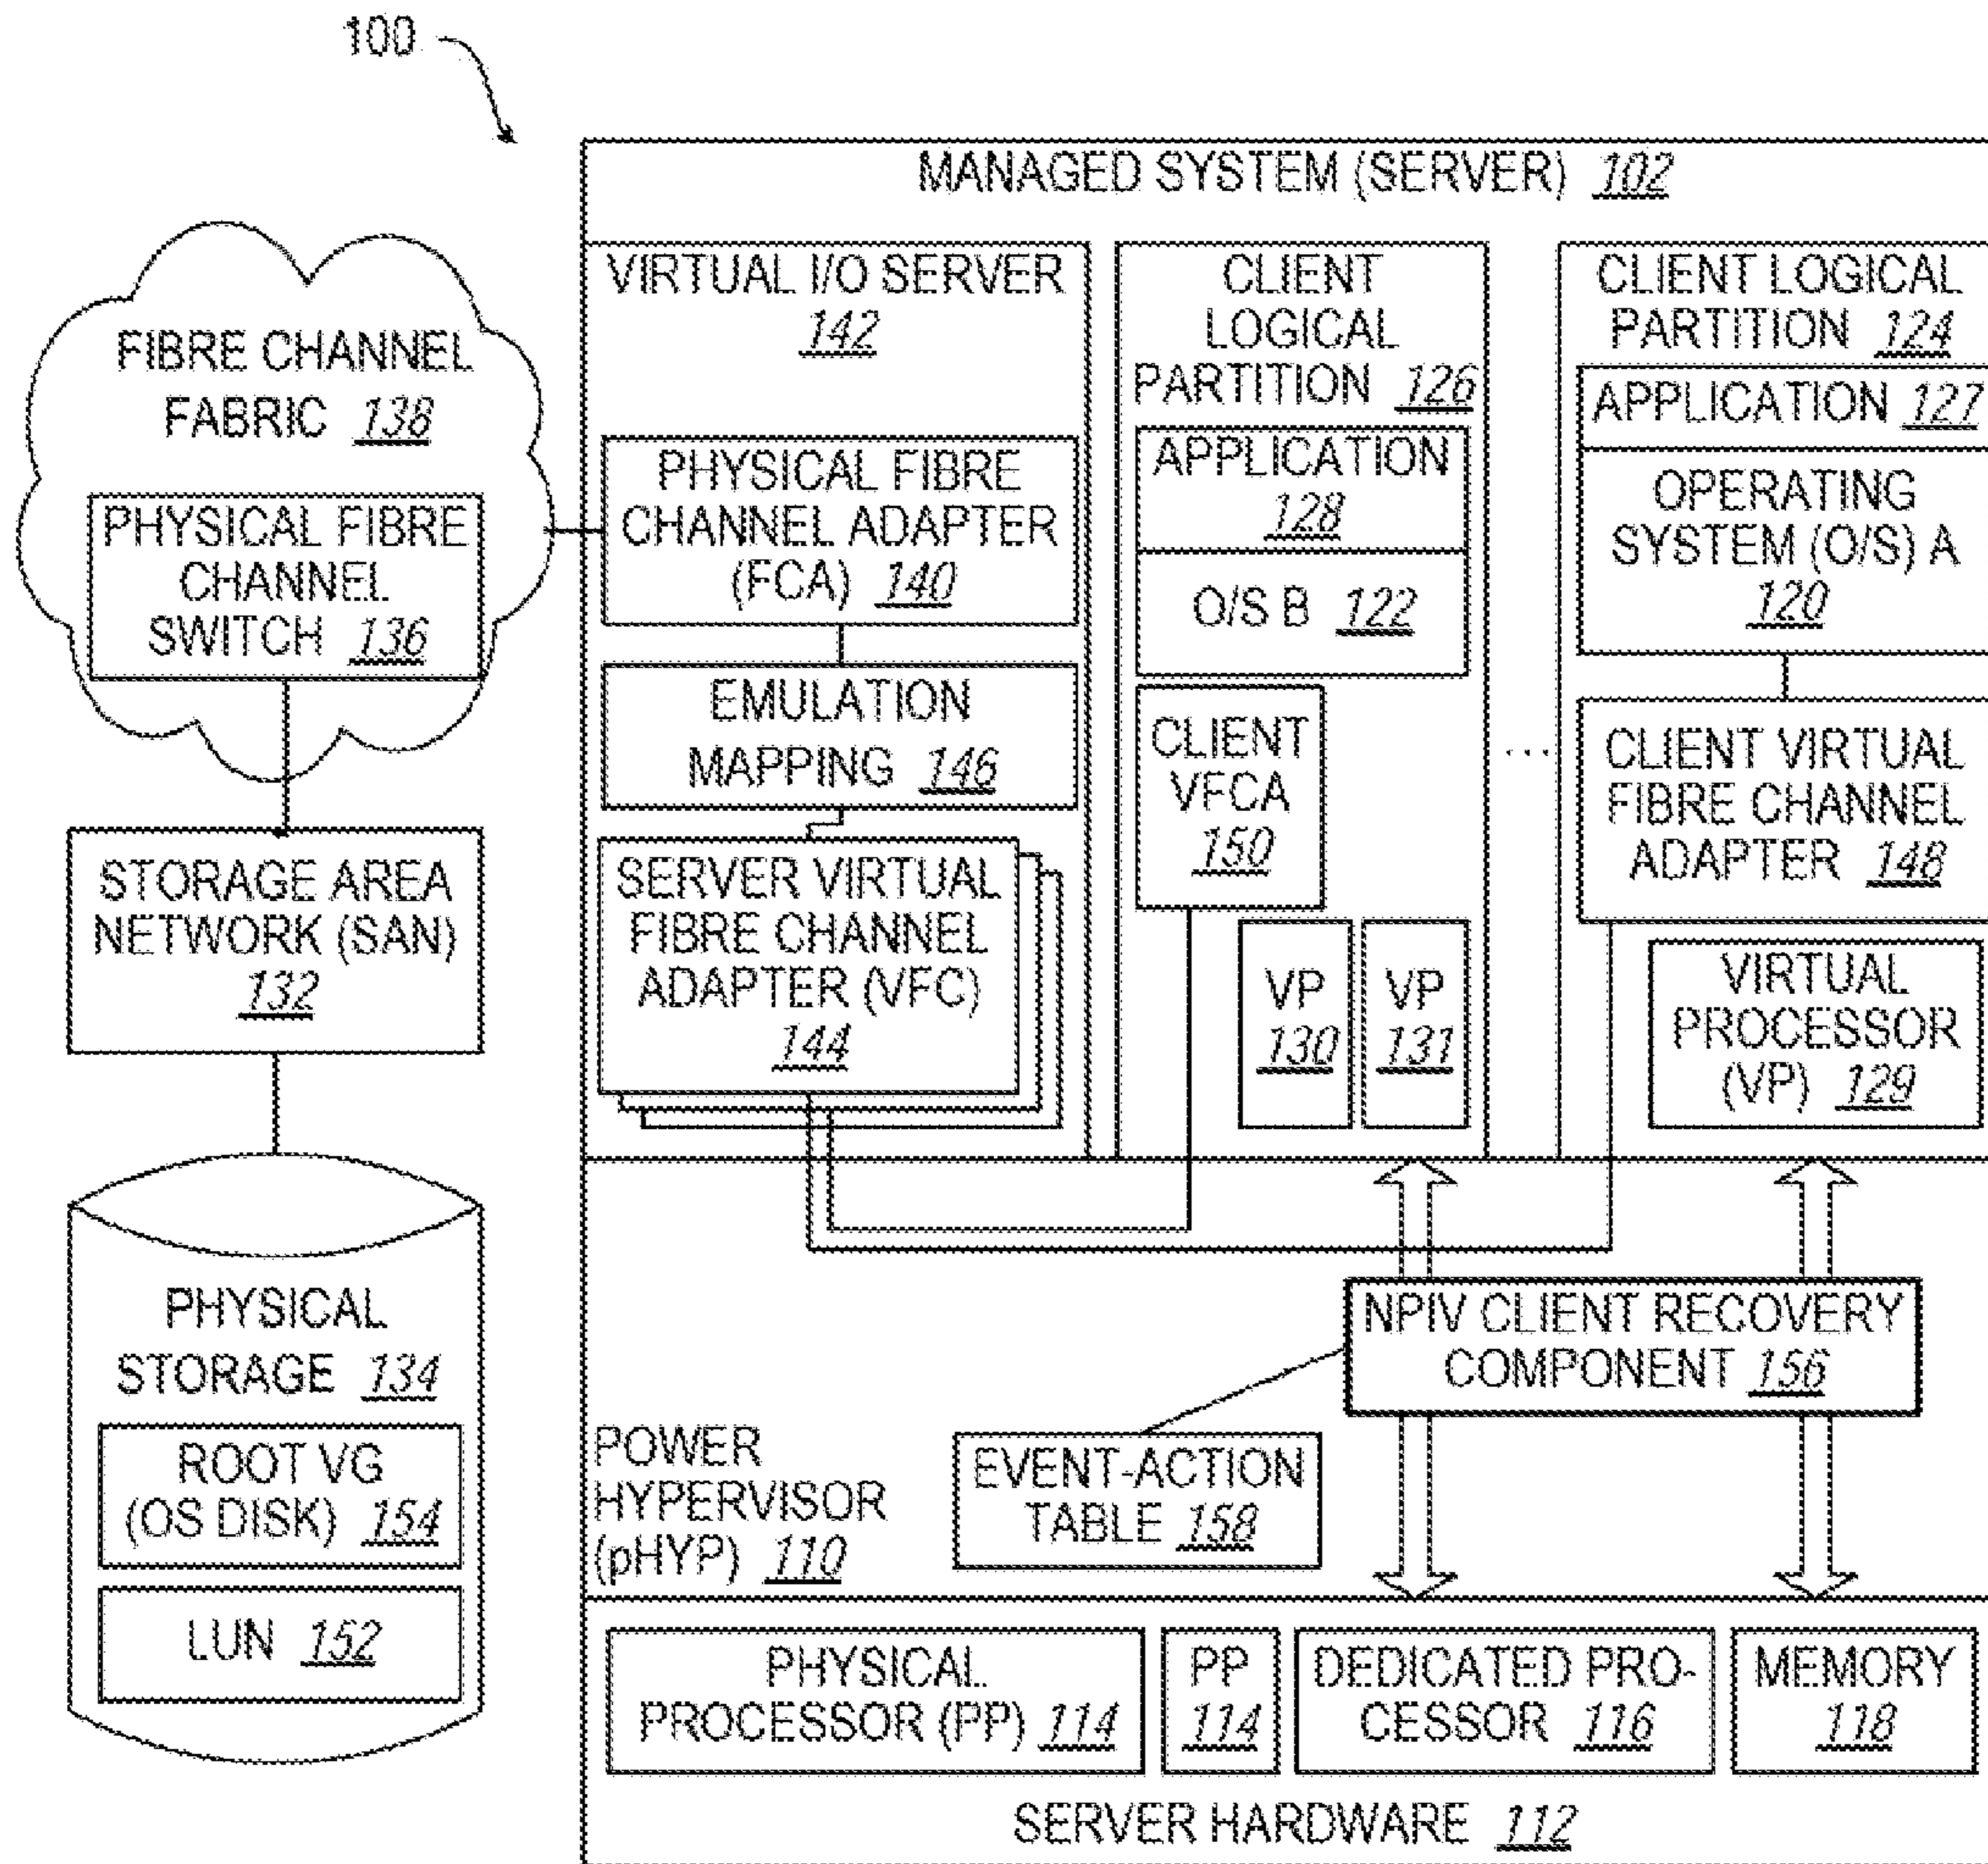 100
MANAGED SYSTEM (SERVER) 102
FIBRE CHANNEL
FABRIC 138
PHYSICAL FIBRE
CHANNEL
SWITCH 136
STORAGE AREA
NETWORK (SAN)
132
PHYSICAL
STORAGE 134
ROOT VG
(OS DISK) 154
LUN 152
VIRTUAL I/O SERVER
142
PHYSICAL FIBRE
CHANNEL ADAPTER
(FCA) 140
EMULATION
MAPPING 146
SERVER VIRTUAL
FIBRE CHANNEL
ADAPTER (VFC)
144
CLIENT
LOGICAL
PARTITION 126
APPLICATION
128
O/S B 122
CLIENT
VFCA
150
VP
130
VP
131
...
CLIENT LOGICAL
PARTITION 124
APPLICATION 127
OPERATING
SYSTEM (O/S) A
120
CLIENT VIRTUAL
FIBRE CHANNEL
ADAPTER 148
VIRTUAL
PROCESSOR
(VP) 129
NPIV CLIENT RECOVERY
COMPONENT 156
EVENT-ACTION
TABLE 158
POWER
HYPERVISOR
(pHYP) 110
PHYSICAL
PROCESSOR (PP) 114
PP
114
DEDICATED PRO-
CESSOR 116
MEMORY
118
SERVER HARDWARE 112